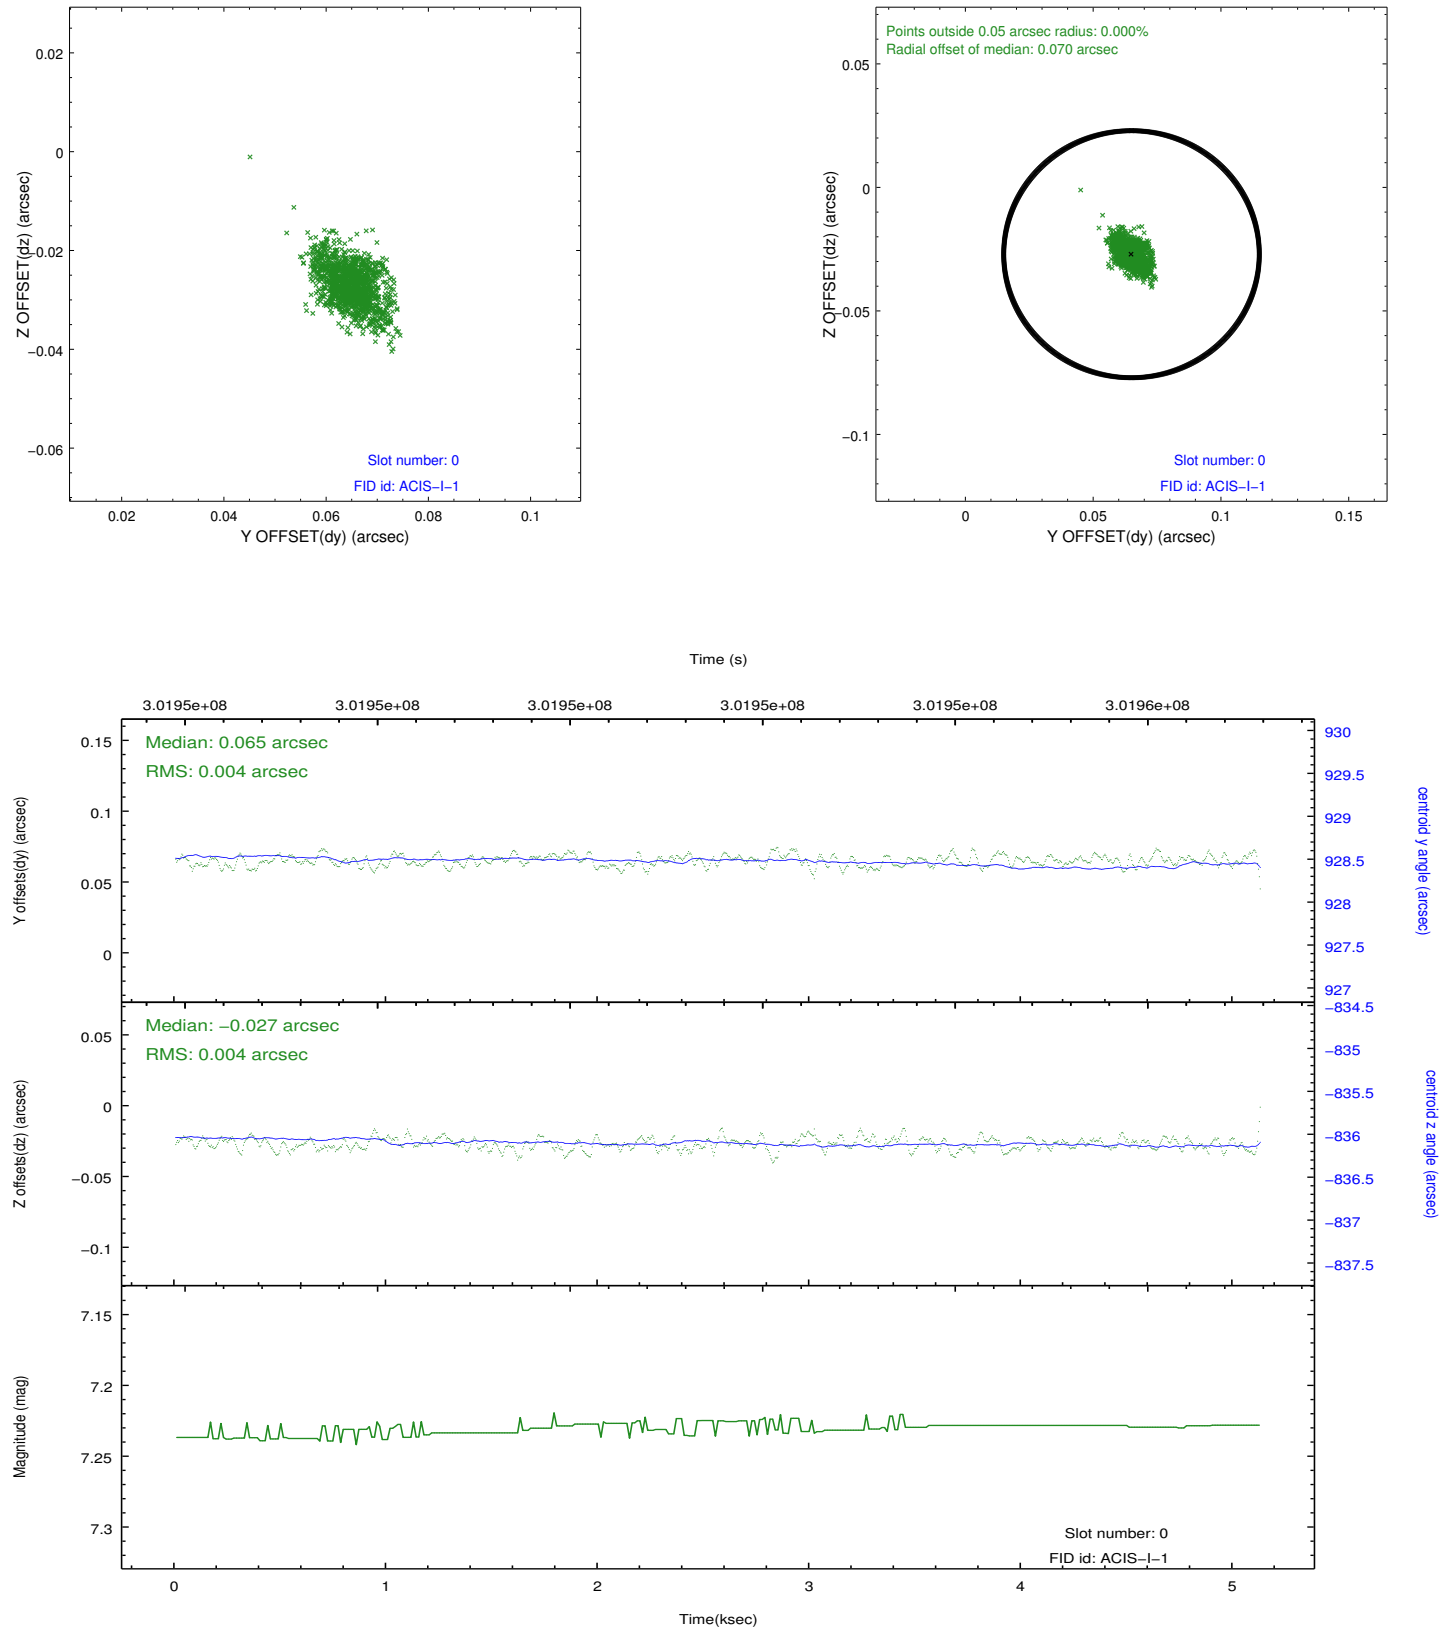 0.02
0
−0.02
−0.04
−0.06
Z OFFSET(dz) (arcsec)
Slot number: 0
FID id: ACIS−I−1
0.02 0.04 0.06 0.08 0.1
Y OFFSET(dy) (arcsec)
Points outside 0.05 arcsec radius: 0.000%
Radial offset of median: 0.070 arcsec
0.05
0
−0.05
−0.1
Z OFFSET(dz) (arcsec)
Slot number: 0
FID id: ACIS−I−1
0 0.05 0.1 0.15
Y OFFSET(dy) (arcsec)
Time (s)
3.0195e+08 3.0195e+08 3.0195e+08 3.0195e+08 3.0195e+08 3.0196e+08
Median: 0.065 arcsec
RMS: 0.004 arcsec
0.15
0.1
0.05
0
Y offsets(dy) (arcsec)
930
929.5
929
928.5
928
927.5
927
centroid y angle (arcsec)
Median: −0.027 arcsec
RMS: 0.004 arcsec
0.05
0
−0.05
−0.1
Z offsets(dz) (arcsec)
−834.5
−835
−835.5
−836
−836.5
−837
−837.5
centroid z angle (arcsec)
7.15
7.2
7.25
7.3
Magnitude (mag)
Slot number: 0
FID id: ACIS−I−1
0 1 2 3 4 5
Time(ksec)